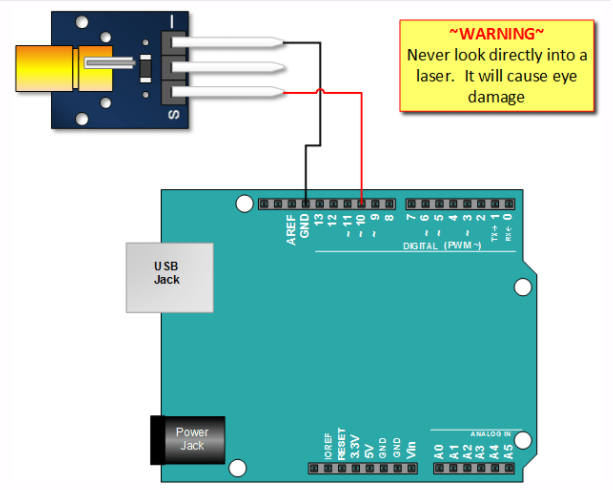 ~WARNING~
Never look directly into a
laser.  It will cause eye
damage
–
S
AREF
GND
13
12
~ 11
~ 10
~ 9
8
7
~ 6
~ 5
4
~ 3
2
TX→ 1
RX← 0
DIGITAL (PWM ~)
USB
Jack
Power
Jack
IOREF
RESET
3.3V
5V
GND
GND
Vin
ANALOG IN
A0
A1
A2
A3
A4
A5